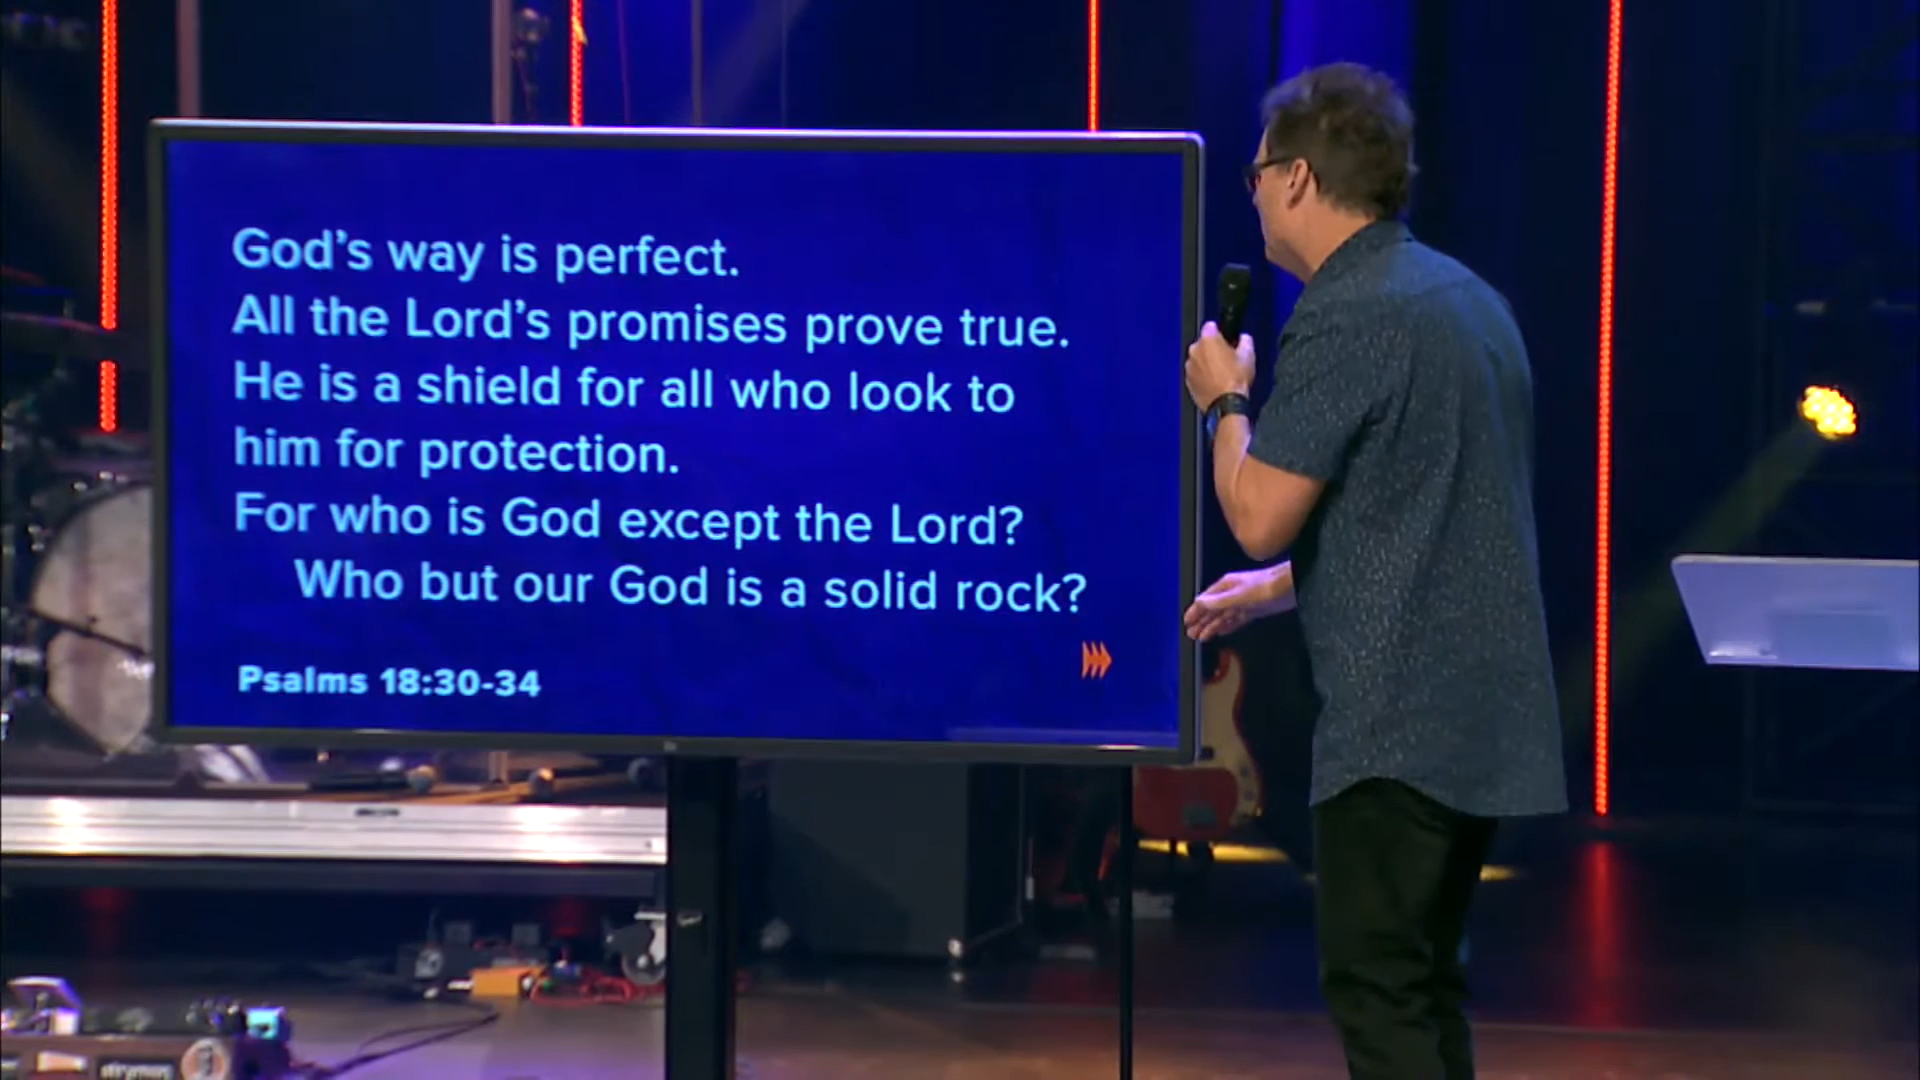 God’s way is perfect.
All the Lord’s promises prove true.
He is a shield for all who look to
him for protection.
For who is God except the Lord?
Who but our God is a solid rock?
Psalms 18:30-34
strymon